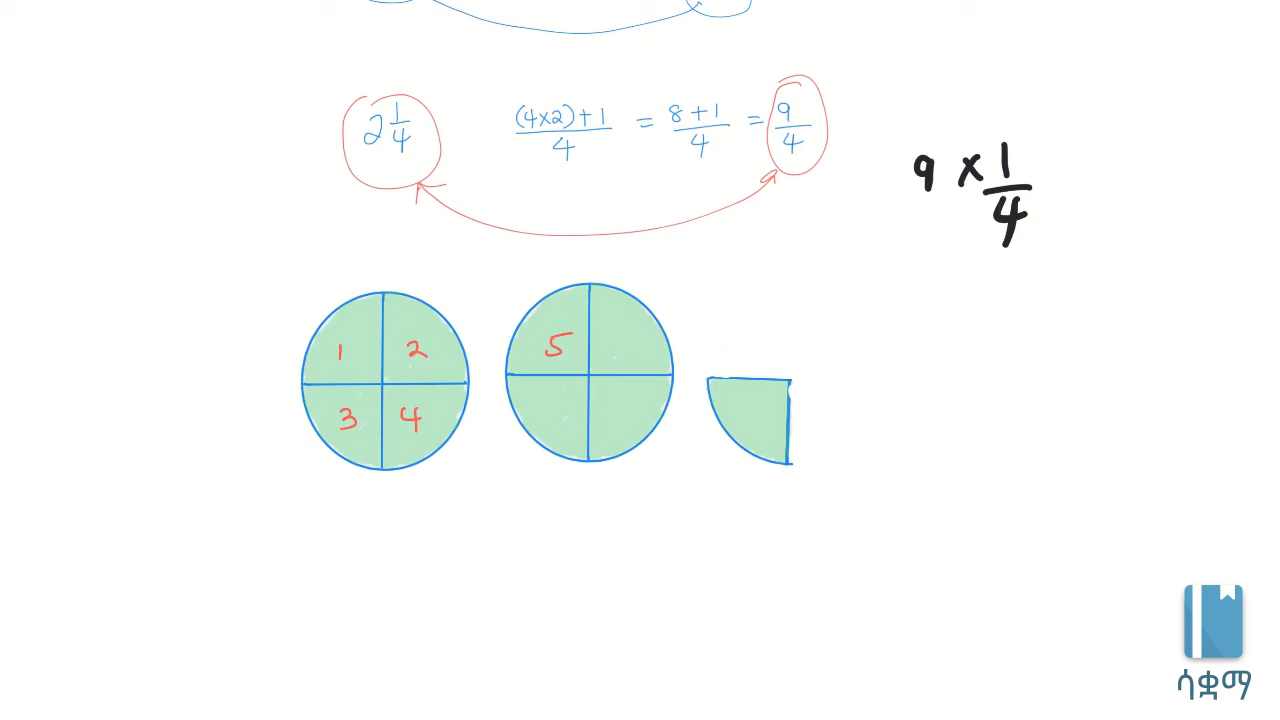 2 1/4 (4×2)+1/4 = 8+1/4 = 9/4
9 × 1/4
1 2 5
3 4
ሳቋማ